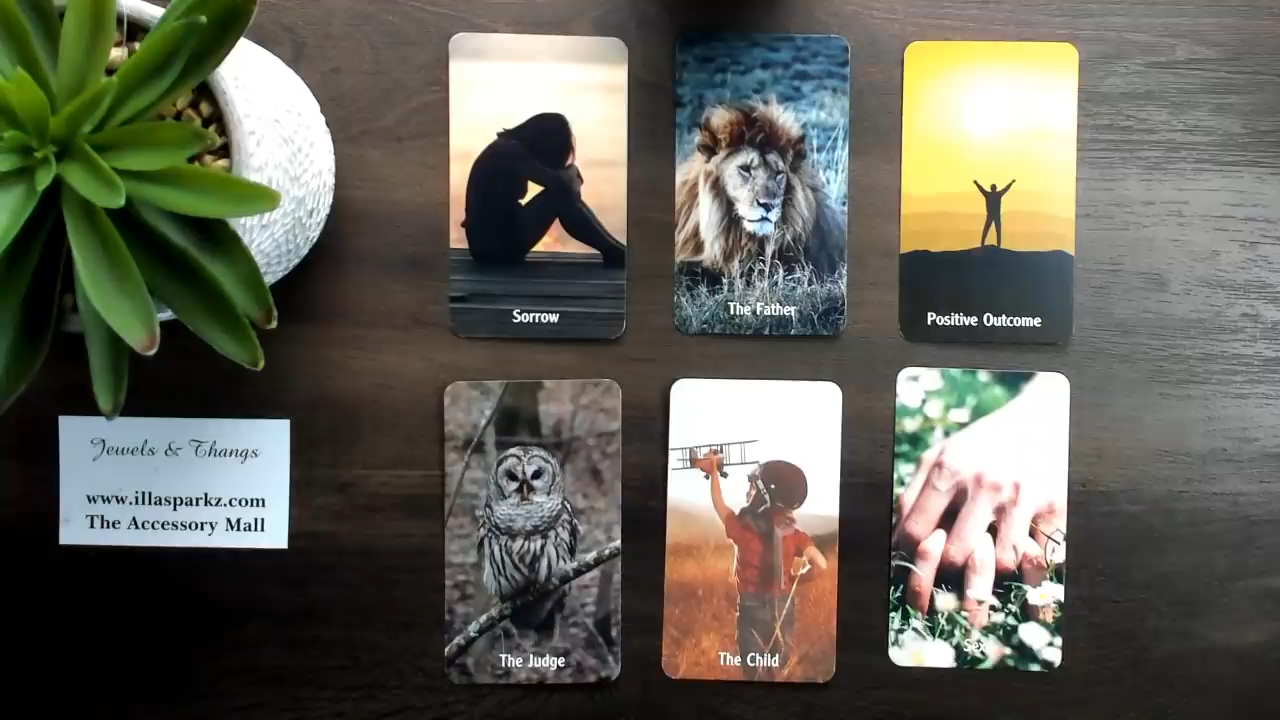 Sorrow
The Father
Positive Outcome
Jewels & Thangs
www.illasparkz.com
The Accessory Mall
The Judge
The Child
Sex